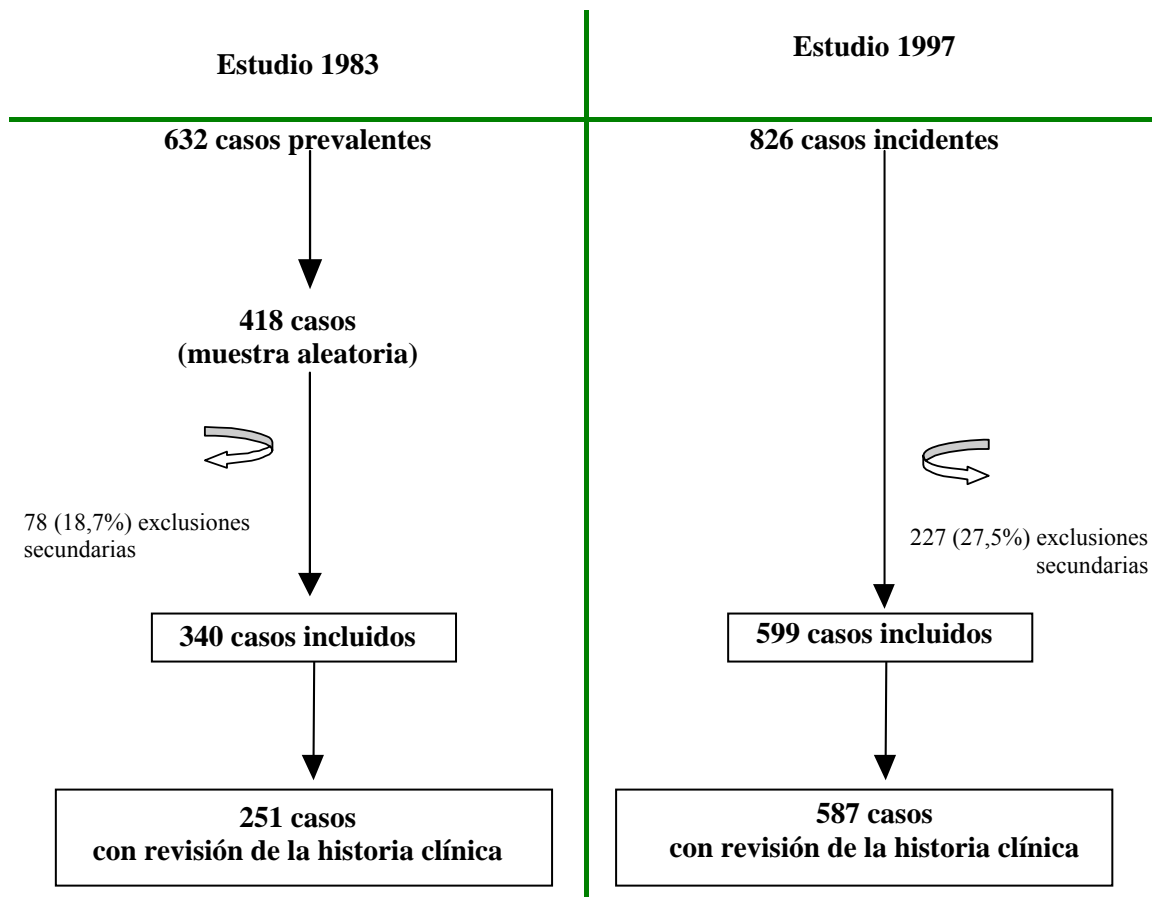 Estudio 1983
632 casos prevalentes
418 casos
(muestra aleatoria)
78 (18,7%) exclusiones
secundarias
340 casos incluidos
251 casos
con revisión de la historia clínica
Estudio 1997
826 casos incidentes
227 (27,5%) exclusiones
secundarias
599 casos incluidos
587 casos
con revisión de la historia clínica